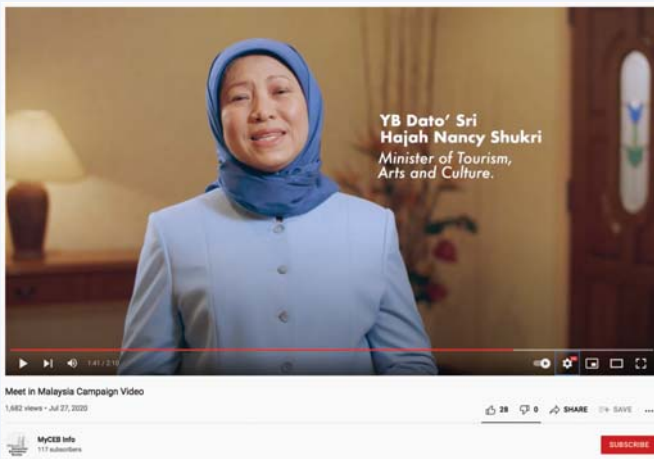 YB Dato' Sri
Hajah Nancy Shukri
Minister of Tourism,
Arts and Culture.
1:41 / 2:10
Meet in Malaysia Campaign Video
1,682 views • Jul 27, 2020
28 0 SHARE SAVE ...
MyCEB Info
117 subscribers
SUBSCRIBE